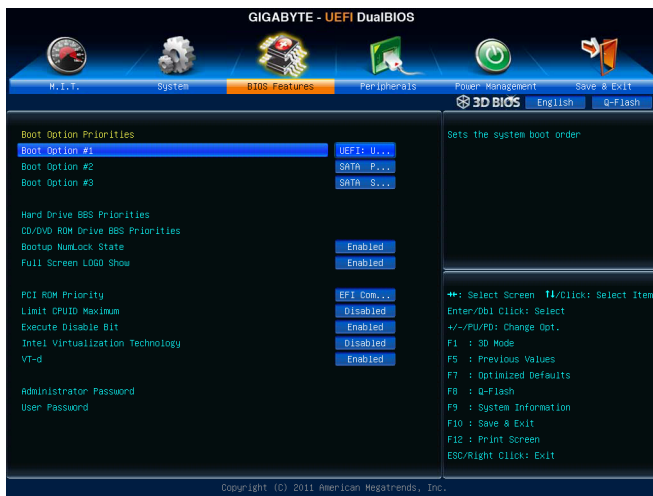 GIGABYTE - UEFI DualBIOS
M.I.T. System BIOS Features Peripherals Power Management Save & Exit
3D BIOS English Q-Flash
Boot Option Priorities
Boot Option #1 UEFI: U...
Boot Option #2 SATA P...
Boot Option #3 SATA S...
Hard Drive BBS Priorities
CD/DVD ROM Drive BBS Priorities
Bootup NumLock State Enabled
Full Screen LOGO Show Enabled
PCI ROM Priority EFI Com...
Limit CPUID Maximum Disabled
Execute Disable Bit Enabled
Intel Virtualization Technology Disabled
VT-d Enabled
Administrator Password
User Password
Sets the system boot order
→←: Select Screen ↑↓/Click: Select Item
Enter/Dbl Click: Select
+/-/PU/PD: Change Opt.
F1 : 3D Mode
F5 : Previous Values
F7 : Optimized Defaults
F8 : Q-Flash
F9 : System Information
F10 : Save & Exit
F12 : Print Screen
ESC/Right Click: Exit
Copyright (C) 2011 American Megatrends, Inc.